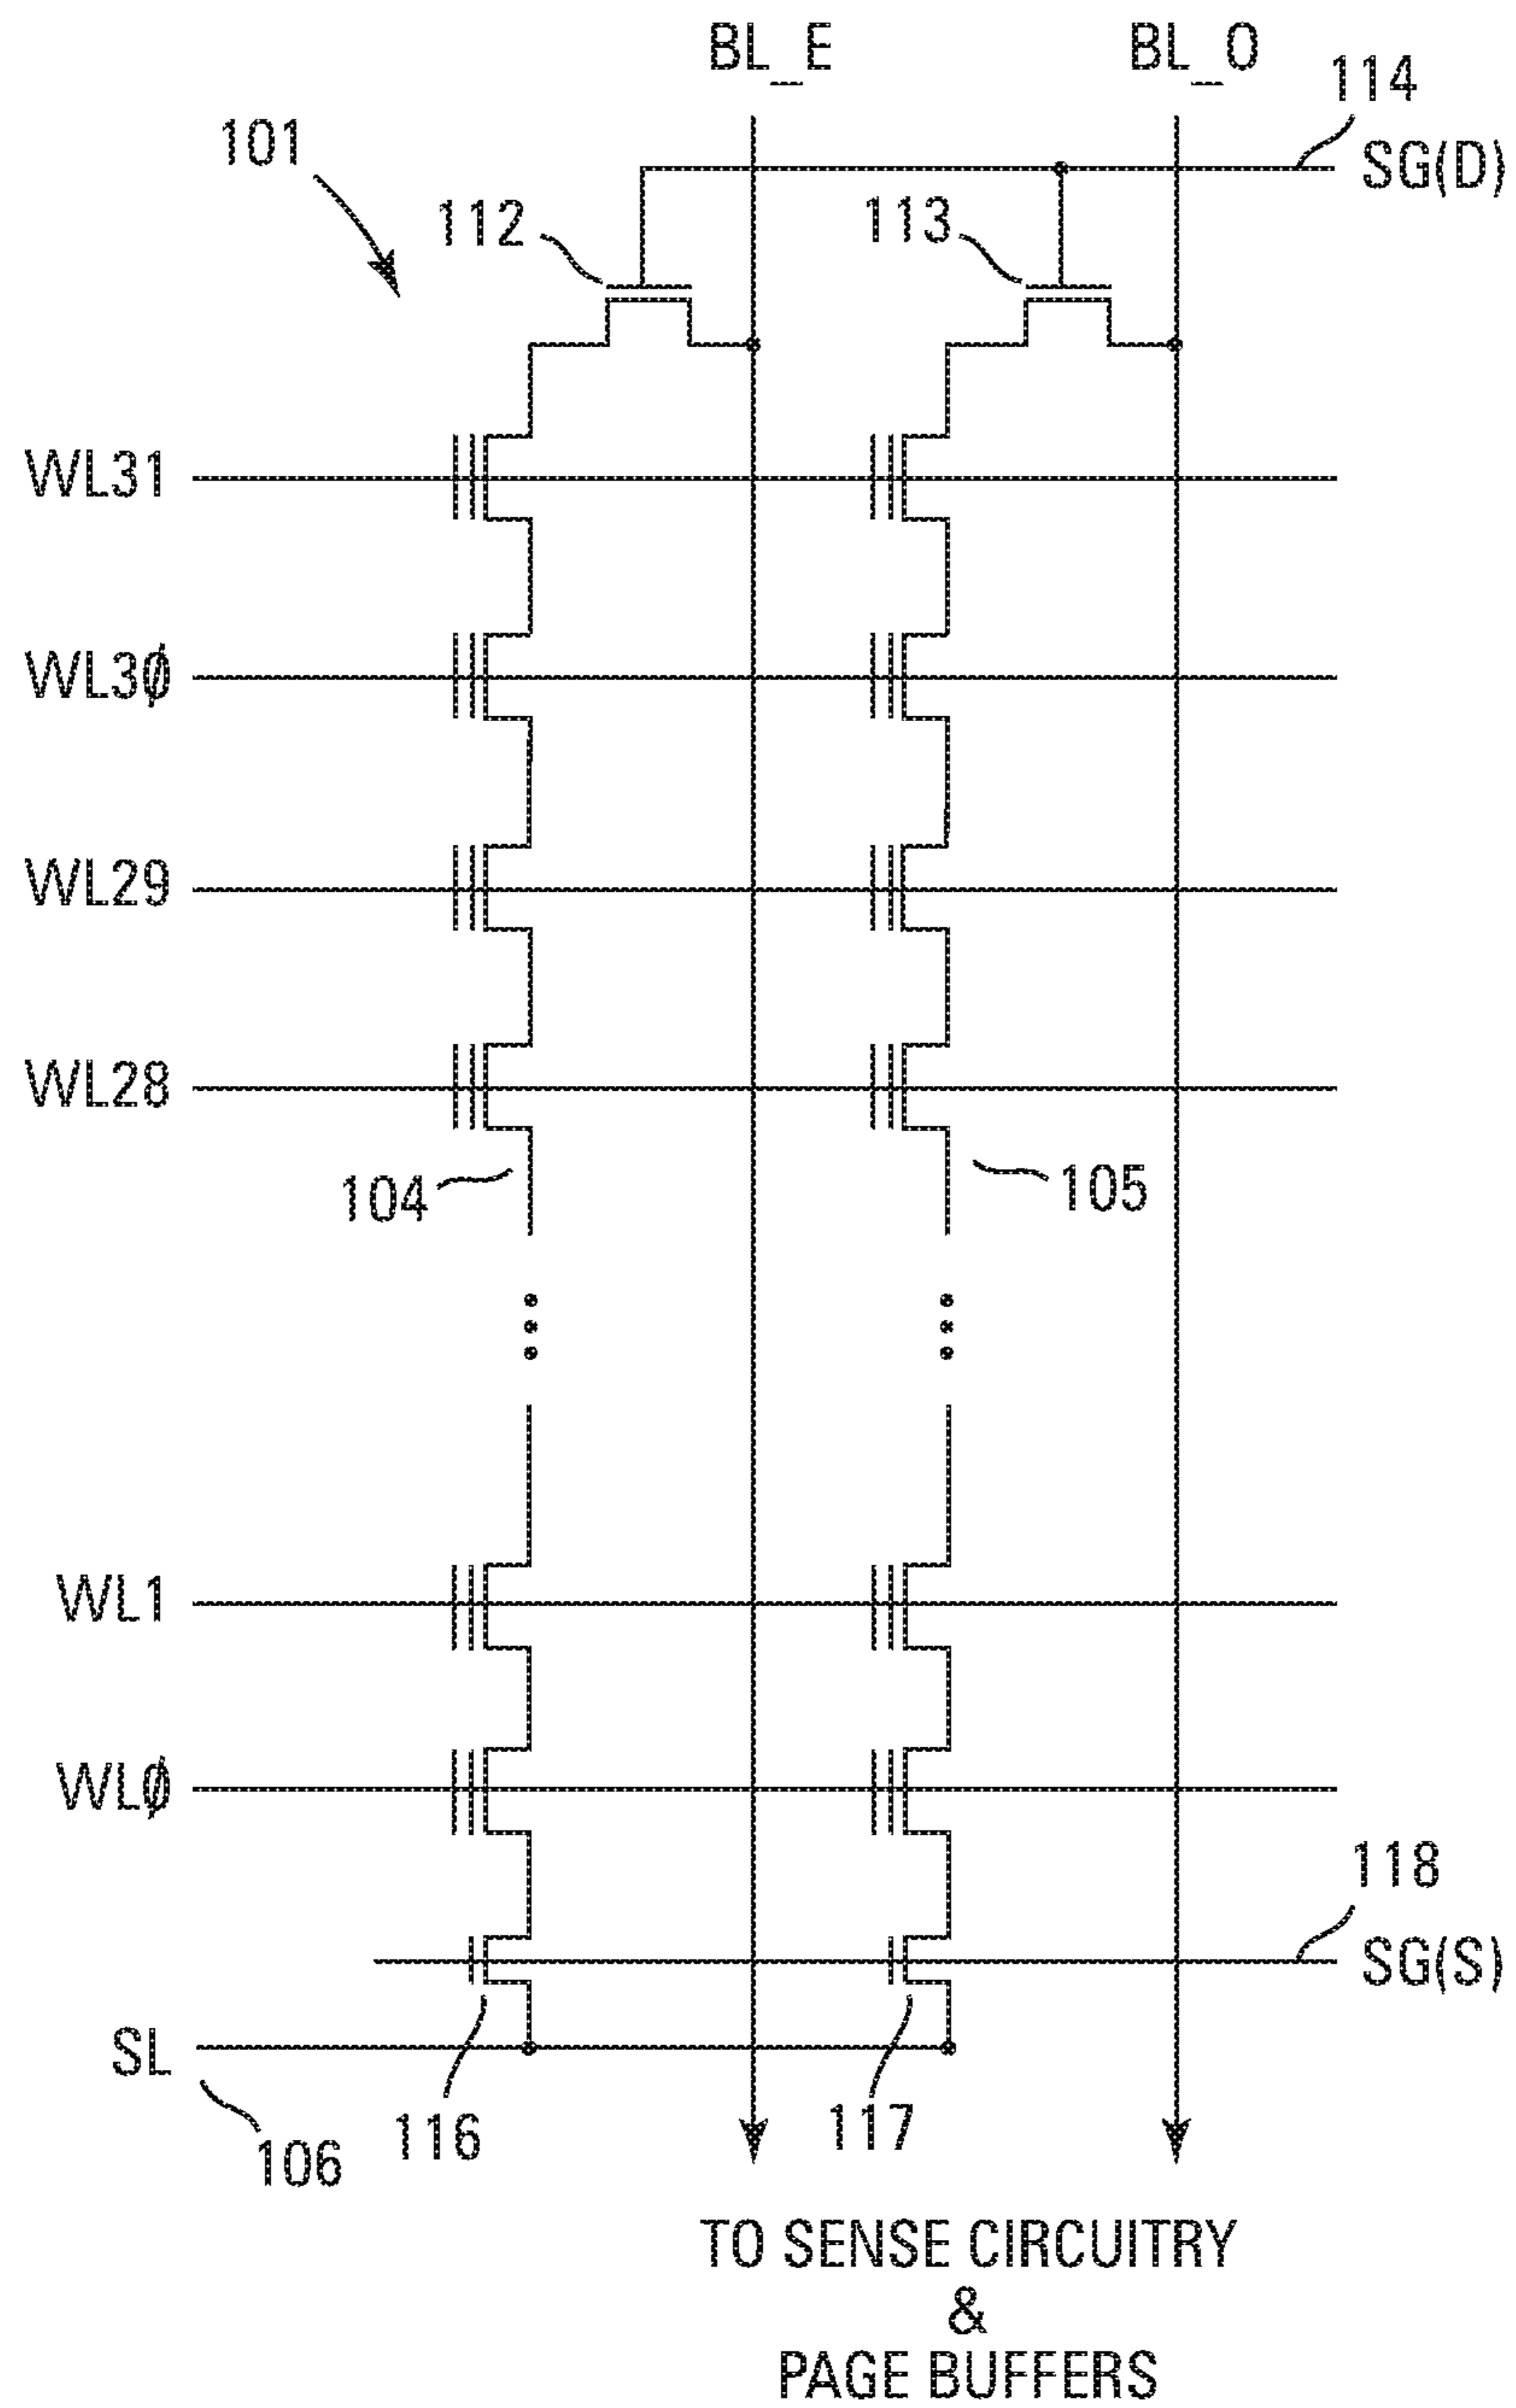 BL_E
BL_O
114
SG(D)
101
112
113
WL31
WL3Ø
WL29
WL28
104
105
WL1
WLØ
118
SG(S)
SL
106
116
117
TO SENSE CIRCUITRY
&
PAGE BUFFERS